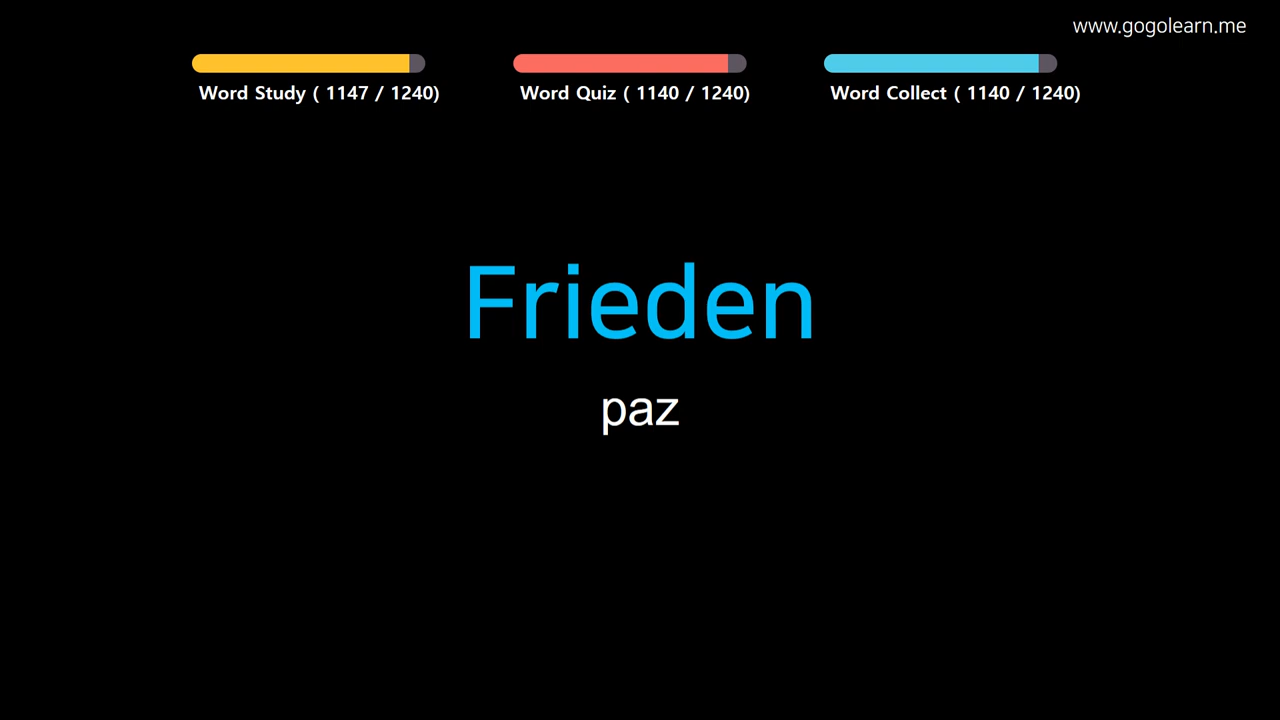 www.gogolearn.me
Word Study ( 1147 / 1240)
Word Quiz ( 1140 / 1240)
Word Collect ( 1140 / 1240)
Frieden
paz